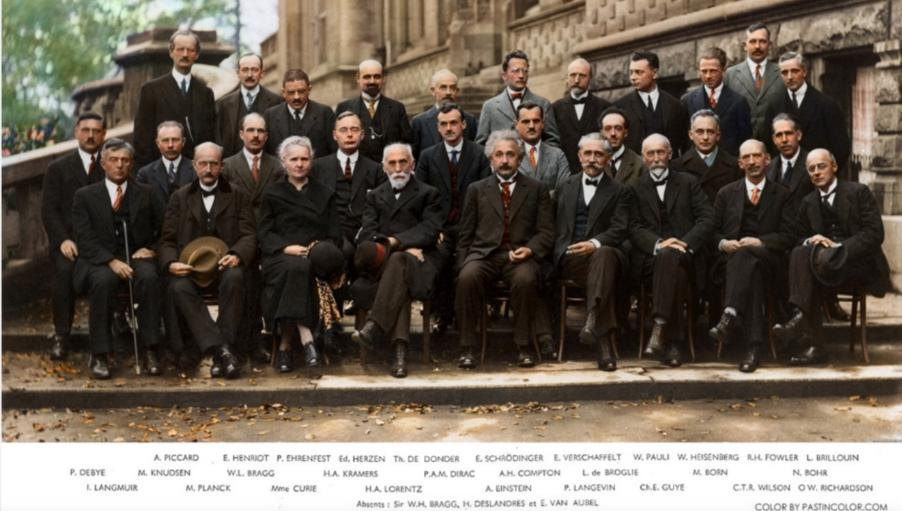 A. PICCARD E. HENRIOT P. EHRENFEST Ed. HERZEN Th. DE DONDER E. SCHRÖDINGER E. VERSCHAFFELT W. PAULI W. HEISENBERG R.H. FOWLER L. BRILLOUIN
P. DEBYE M. KNUDSEN W.L. BRAGG H.A. KRAMERS P.A.M. DIRAC A.H. COMPTON L. de BROGLIE M. BORN N. BOHR
I. LANGMUIR M. PLANCK Mme CURIE H.A. LORENTZ A. EINSTEIN P. LANGEVIN Ch.E. GUYE C.T.R. WILSON O.W. RICHARDSON
Absents : Sir W.H. BRAGG, H. DESLANDRES et E. VAN AUBEL
COLOR BY PASTINCOLOR.COM